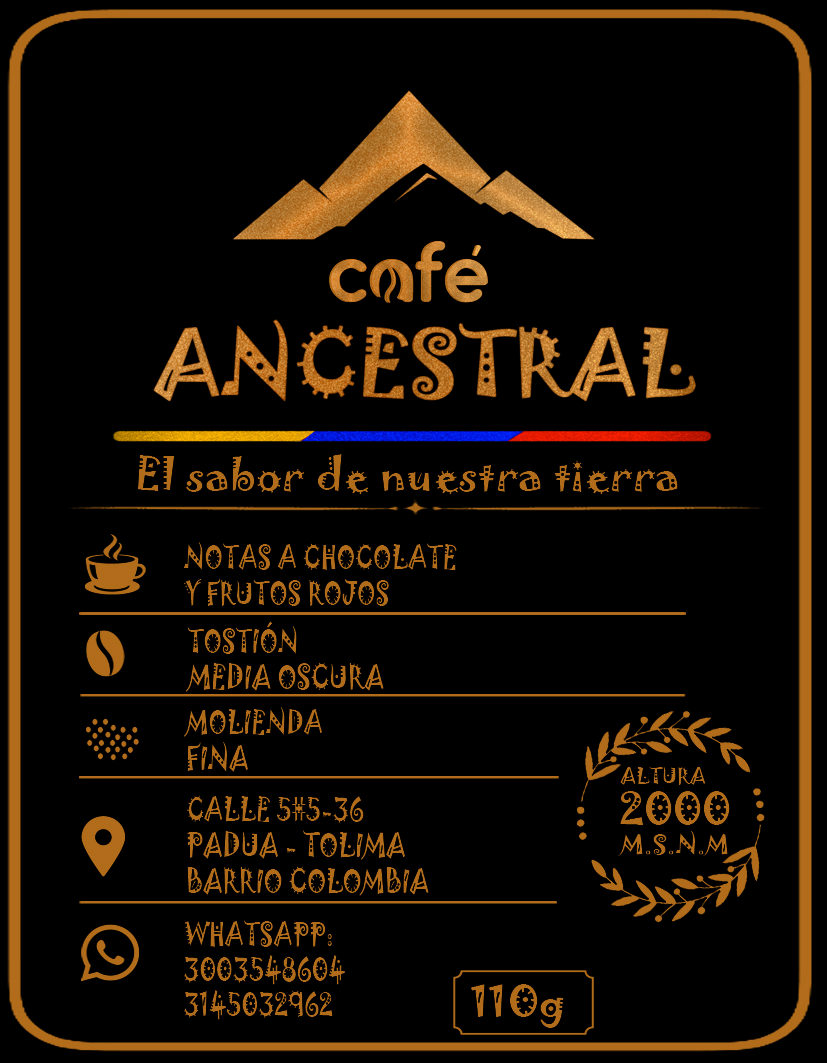 café
ANCESTRAL
El sabor de nuestra tierra
NOTAS A CHOCOLATE
Y FRUTOS ROJOS
TOSTIÓN
MEDIA OSCURA
MOLIENDA
FINA
ALTURA
2000
M.S.N.M
CALLE 5#5-36
PADUA - TOLIMA
BARRIO COLOMBIA
WHATSAPP:
3003548604
3145032962
110g